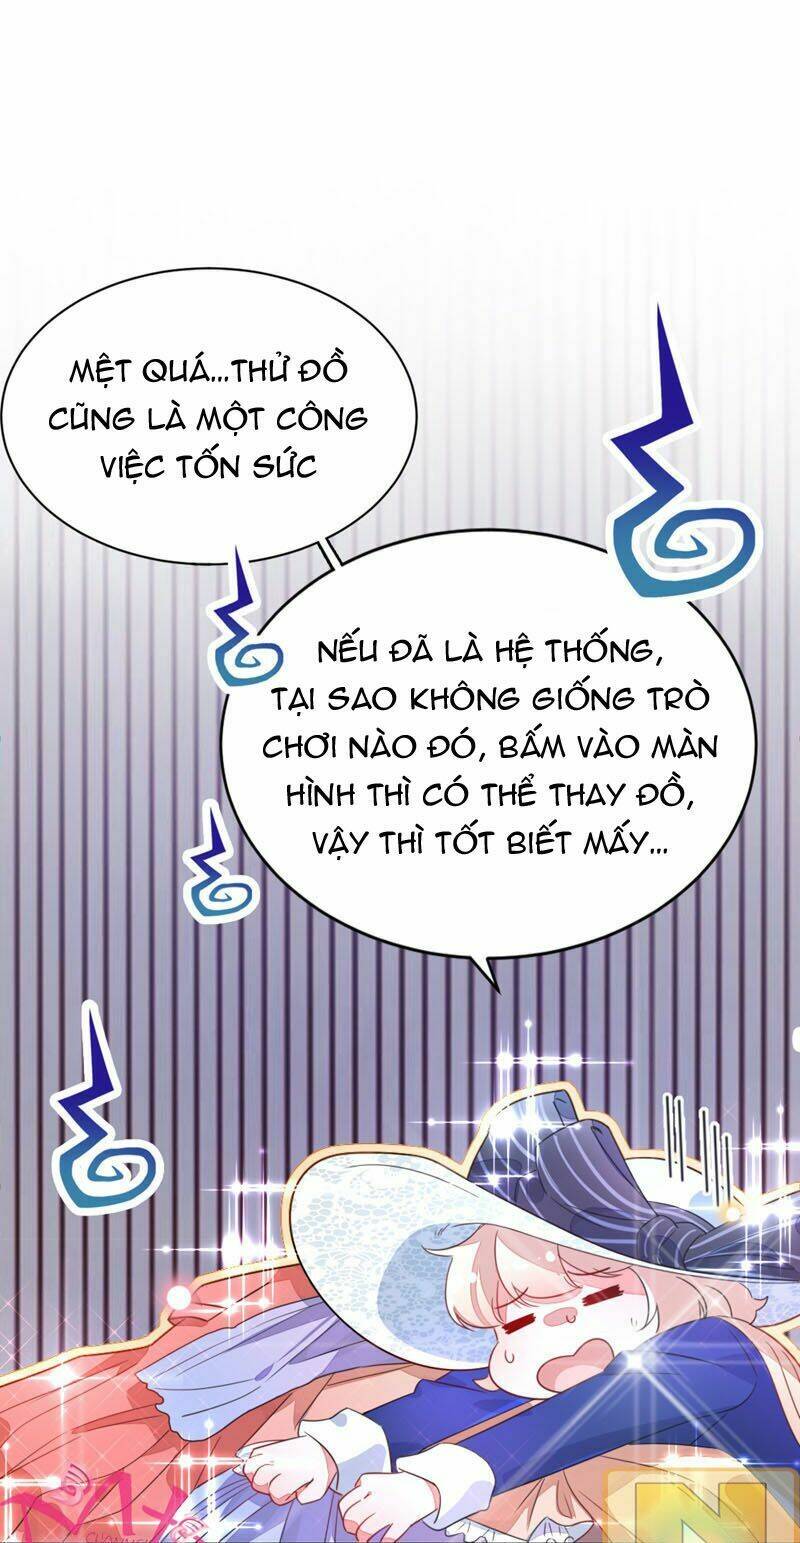 MỆT QUÁ...THỬ ĐỒ
CŨNG LÀ MỘT CÔNG
VIỆC TỐN SỨC
NẾU ĐÃ LÀ HỆ THỐNG,
TẠI SAO KHÔNG GIỐNG TRÒ
CHƠI NÀO ĐÓ, BẤM VÀO MÀN
HÌNH THÌ CÓ THỂ THAY ĐỒ,
VẬY THÌ TỐT BIẾT MẤY...
CHANNEL
N